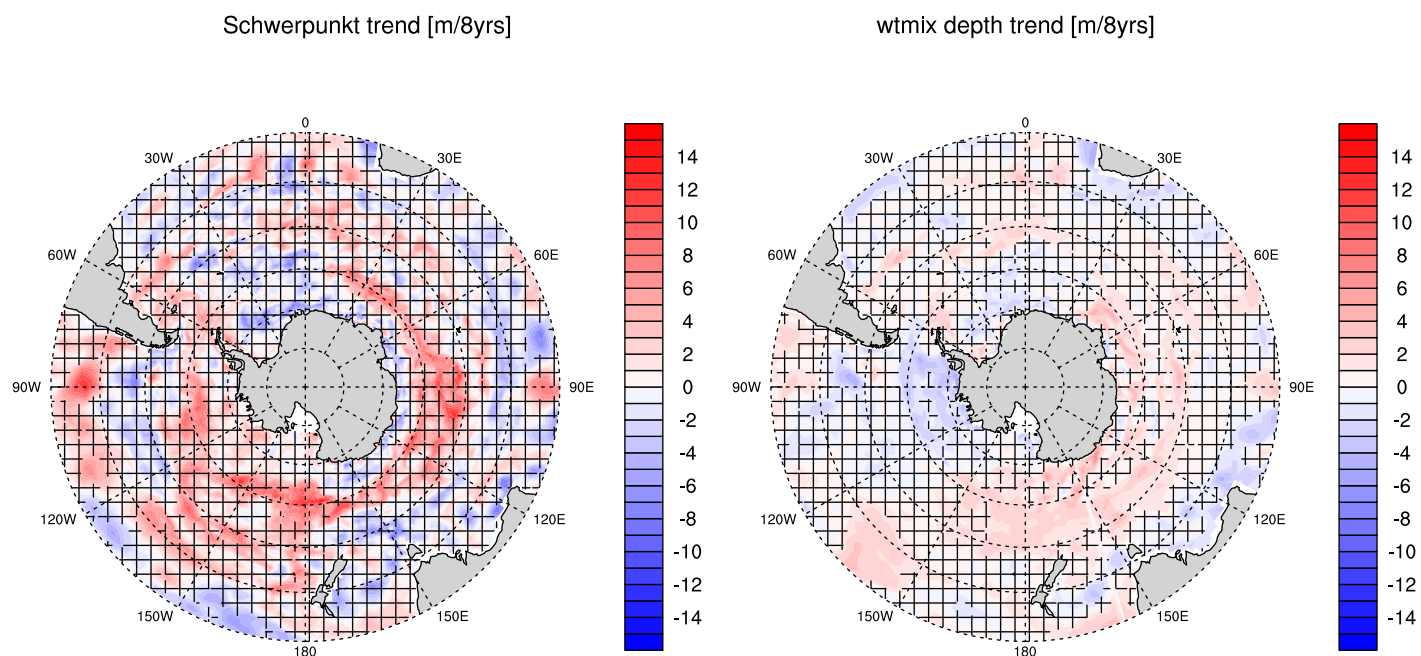 Schwerpunkt trend [m/8yrs]
0
30W
30E
60W
60E
90W
90E
120W
120E
150W
150E
180
14
12
10
8
6
4
2
0
-2
-4
-6
-8
-10
-12
-14
wtmix depth trend [m/8yrs]
0
30W
30E
60W
60E
90W
90E
120W
120E
150W
150E
180
14
12
10
8
6
4
2
0
-2
-4
-6
-8
-10
-12
-14